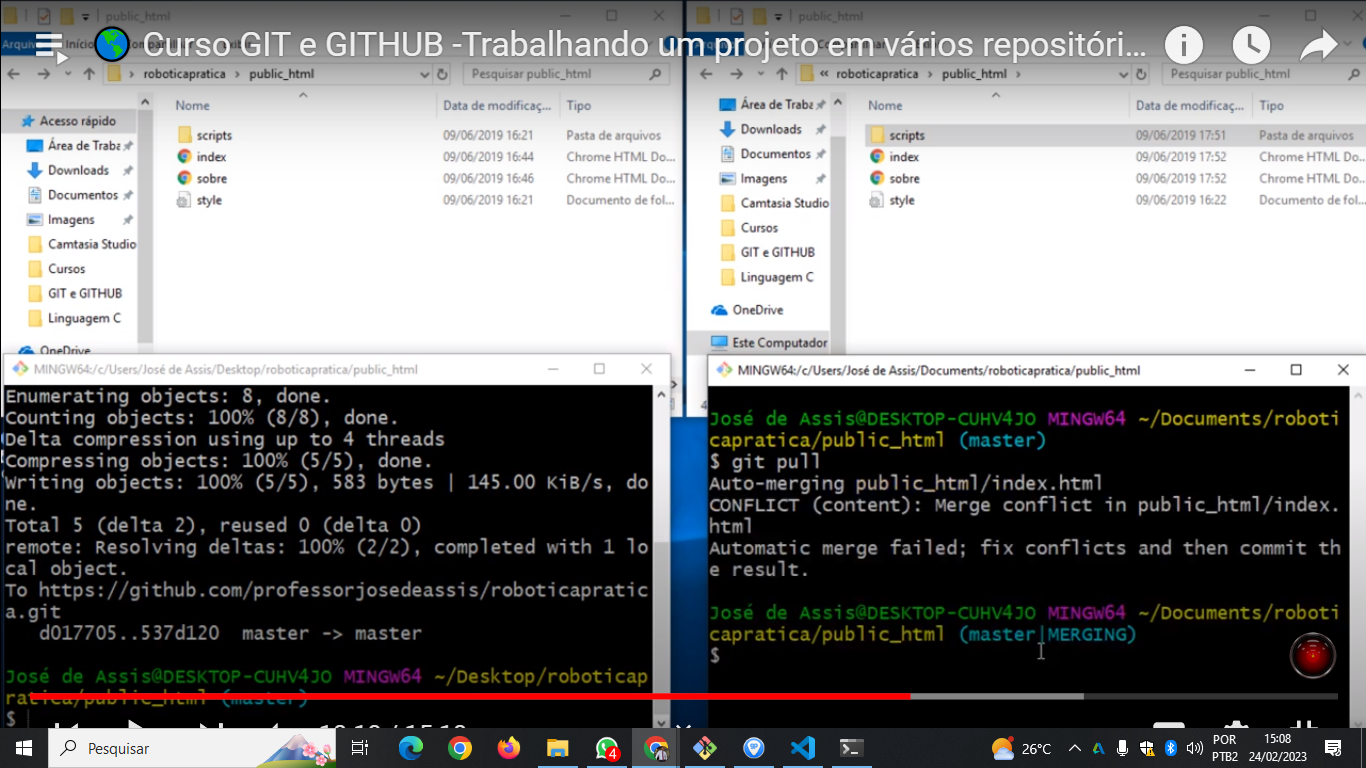 public_html
public_html
Curso GIT e GITHUB -Trabalhando um projeto em vários repositóri...
roboticapratica
public_html
Pesquisar public_html
roboticapratica
public_html
Pesquisar public_html
Nome
Data de modificaç...
Tipo
Acesso rápido
Área de Traba
Downloads
Documentos
Imagens
Camtasia Studio
Cursos
GIT e GITHUB
Linguagem C
OneDrive
scripts
09/06/2019 16:21
Pasta de arquivos
index
09/06/2019 16:44
Chrome HTML Do...
sobre
09/06/2019 16:46
Chrome HTML Do...
style
09/06/2019 16:21
Documento de fol...
Nome
Data de modificaç...
Tipo
Área de Traba
Downloads
Documentos
Imagens
Camtasia Studio
Cursos
GIT e GITHUB
Linguagem C
OneDrive
Este Computador
scripts
09/06/2019 17:51
Pasta de arquivos
index
09/06/2019 17:52
Chrome HTML Do...
sobre
09/06/2019 17:52
Chrome HTML Do...
style
09/06/2019 16:22
Documento de fol...
MINGW64:/c/Users/José de Assis/Desktop/roboticapratica/public_html
Enumerating objects: 8, done.
Counting objects: 100% (8/8), done.
Delta compression using up to 4 threads
Compressing objects: 100% (5/5), done.
Writing objects: 100% (5/5), 583 bytes | 145.00 KiB/s, do
ne.
Total 5 (delta 2), reused 0 (delta 0)
remote: Resolving deltas: 100% (2/2), completed with 1 lo
cal object.
To https://github.com/professorjosedeassis/roboticapratic
a.git
d017705..537d120 master -> master
José de Assis@DESKTOP-CUHV4JO MINGW64 ~/Desktop/roboticap
ratica/public_html (master)
$
MINGW64:/c/Users/José de Assis/Documents/roboticapratica/public_html
José de Assis@DESKTOP-CUHV4JO MINGW64 ~/Documents/roboti
capratica/public_html (master)
$ git pull
Auto-merging public_html/index.html
CONFLICT (content): Merge conflict in public_html/index.
html
Automatic merge failed; fix conflicts and then commit th
e result.
José de Assis@DESKTOP-CUHV4JO MINGW64 ~/Documents/roboti
capratica/public_html (master|MERGING)
$
Pesquisar
4
26°C
POR
PTB2
15:08
24/02/2023